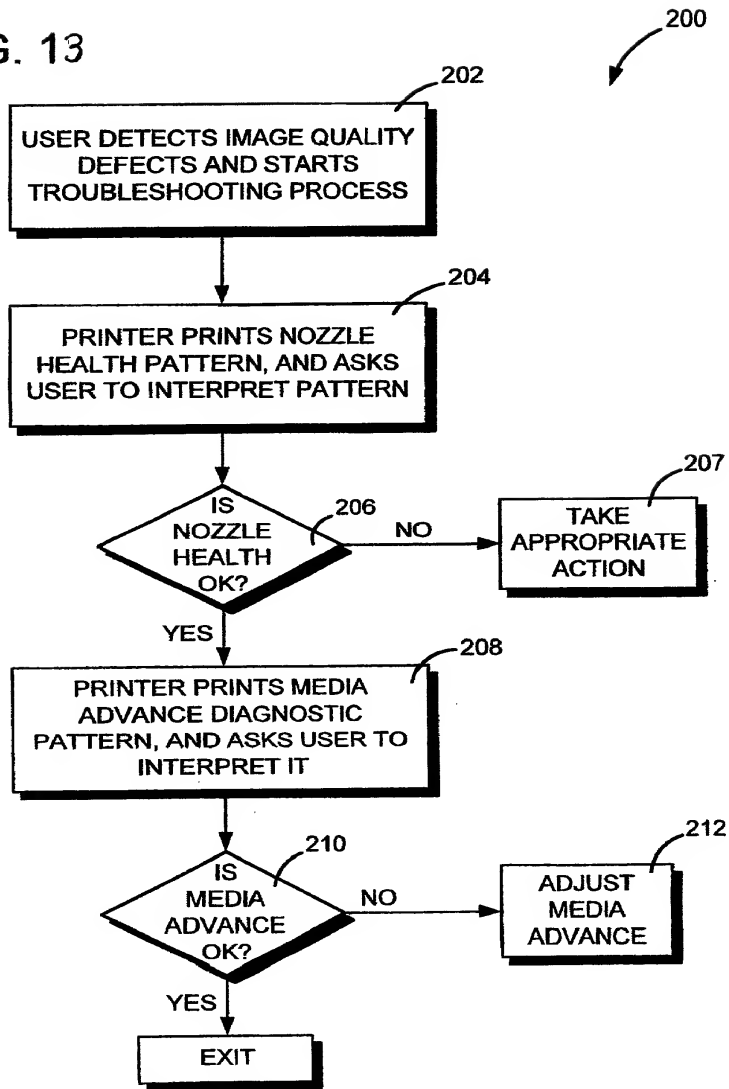 G. 13
200
202
USER DETECTS IMAGE QUALITY
DEFECTS AND STARTS
TROUBLESHOOTING PROCESS
204
PRINTER PRINTS NOZZLE
HEALTH PATTERN, AND ASKS
USER TO INTERPRET PATTERN
206
IS
NOZZLE
HEALTH
OK?
NO
207
TAKE
APPROPRIATE
ACTION
YES
208
PRINTER PRINTS MEDIA
ADVANCE DIAGNOSTIC
PATTERN, AND ASKS USER TO
INTERPRET IT
210
IS
MEDIA
ADVANCE
OK?
NO
212
ADJUST
MEDIA
ADVANCE
YES
EXIT